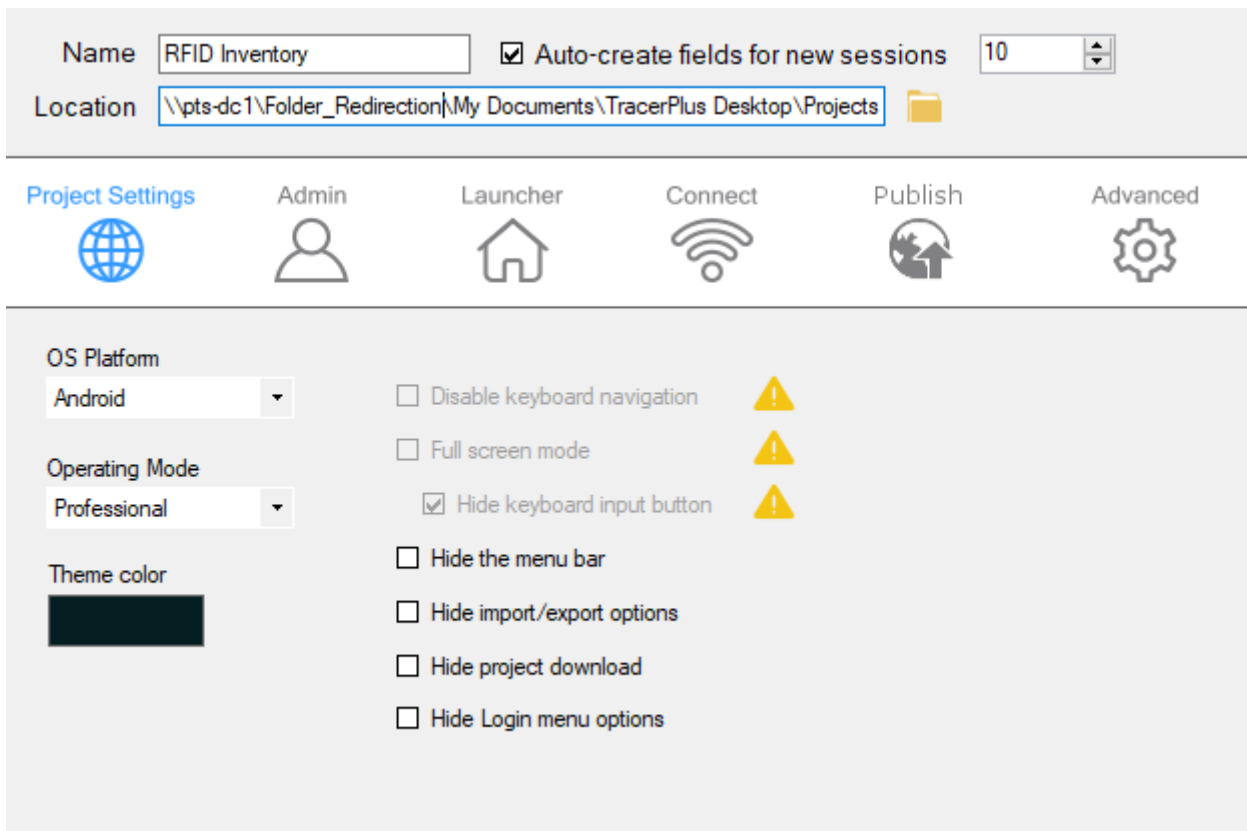 Name RFID Inventory Auto-create fields for new sessions 10
Location \\pts-dc1\Folder_Redirection\My Documents\TracerPlus Desktop\Projects
Project Settings Admin Launcher Connect Publish Advanced
OS Platform
Android
Disable keyboard navigation
Full screen mode
Operating Mode
Professional
Hide keyboard input button
Hide the menu bar
Theme color
Hide import/export options
Hide project download
Hide Login menu options